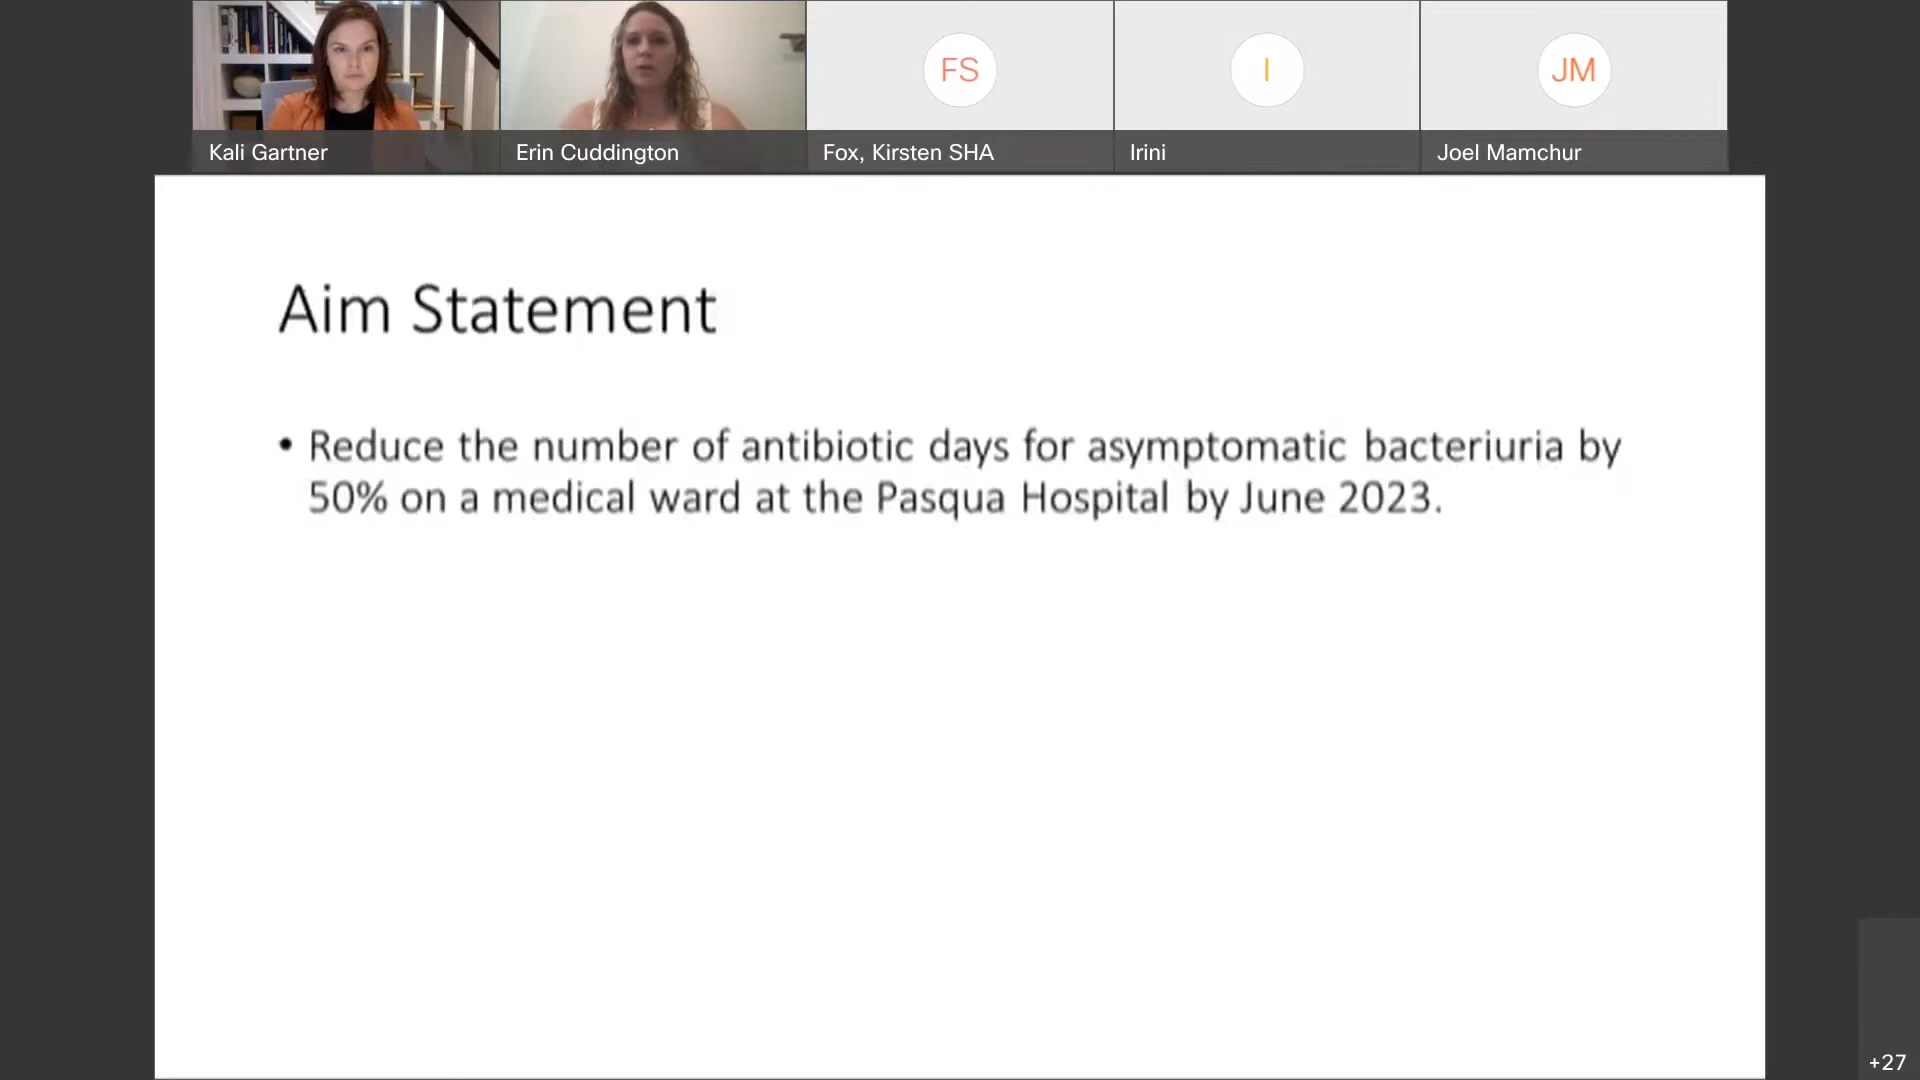 FS
I
JM
Kali Gartner
Erin Cuddington
Fox, Kirsten SHA
Irini
Joel Mamchur
Aim Statement
• Reduce the number of antibiotic days for asymptomatic bacteriuria by
50% on a medical ward at the Pasqua Hospital by June 2023.
+27